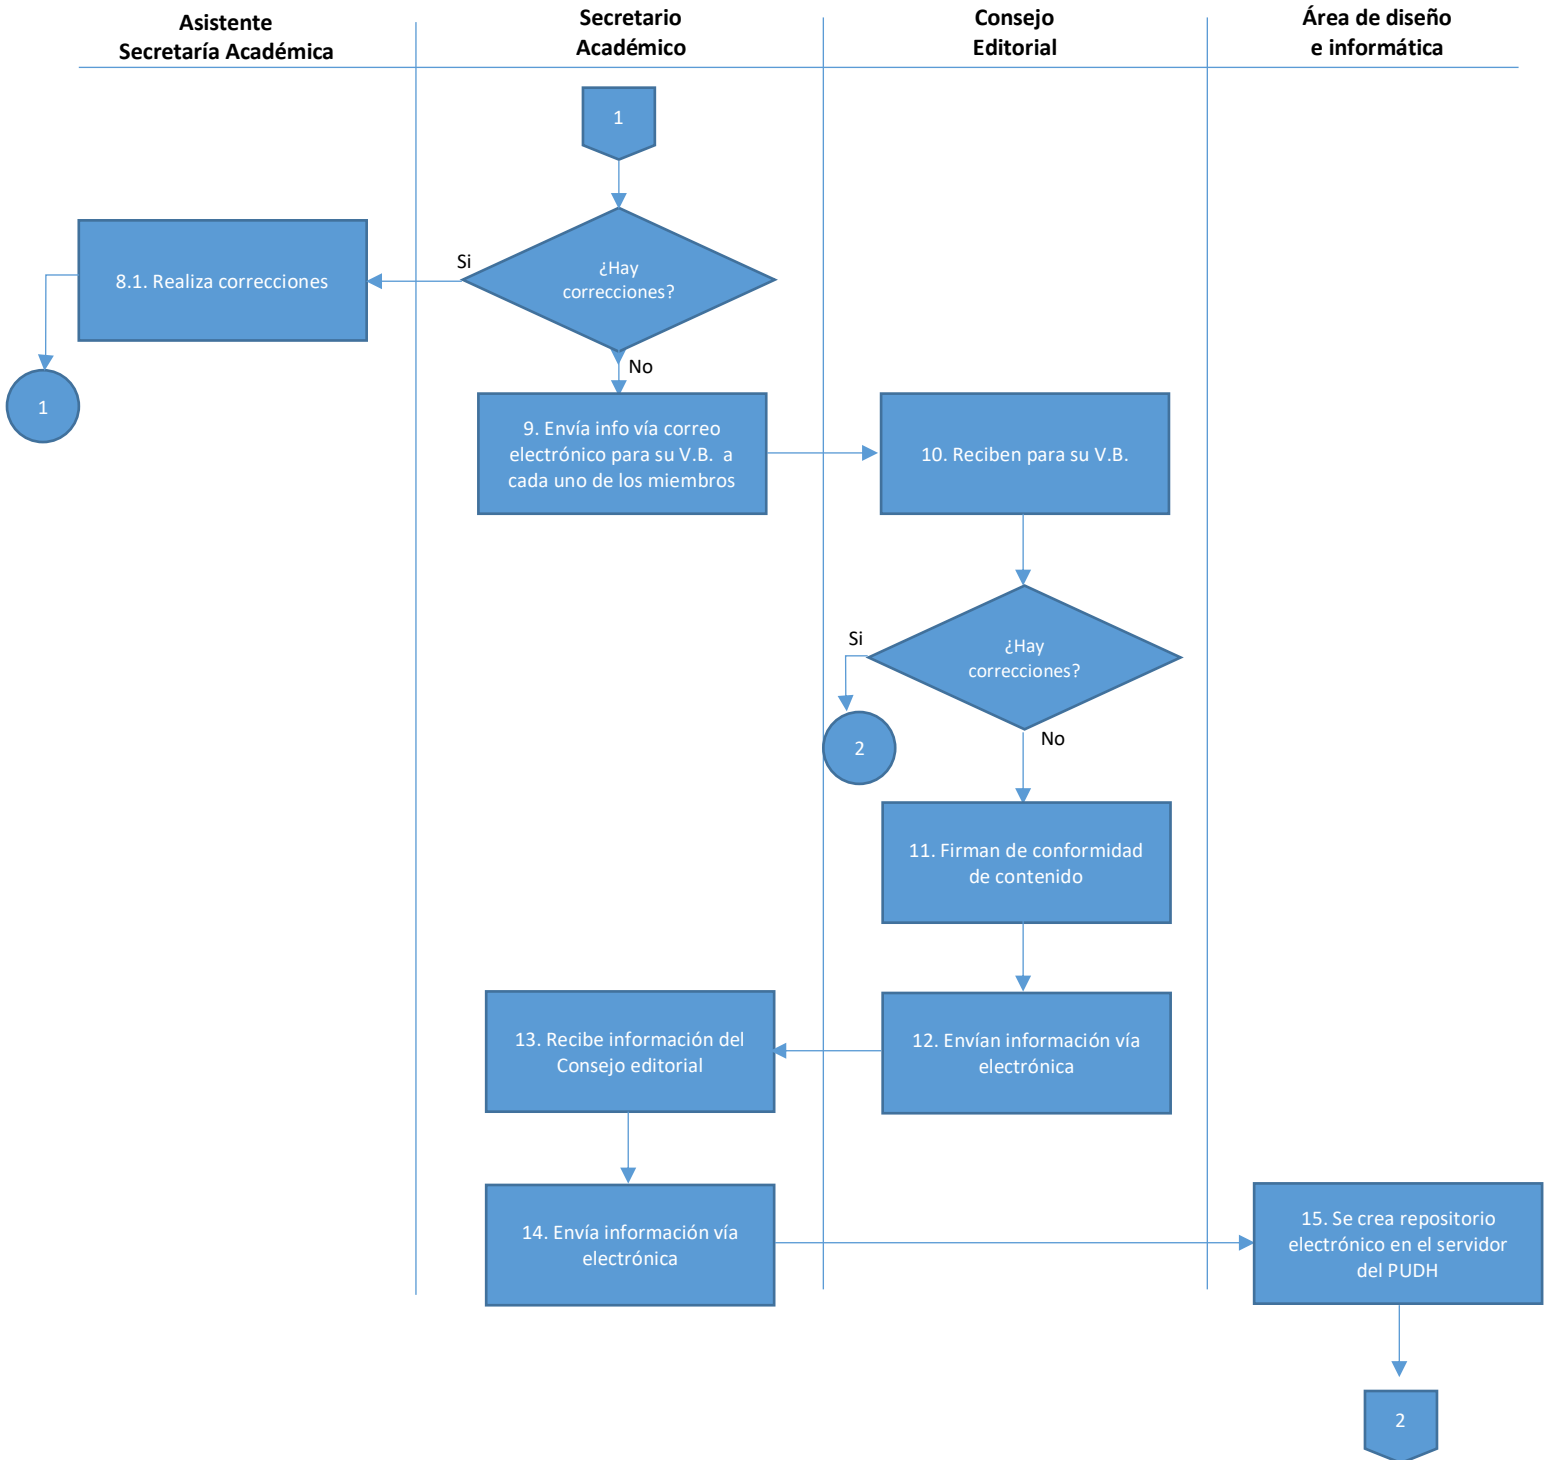 Asistente
Secretaría Académica
Secretario
Académico
Consejo
Editorial
Área de diseño
e informática
1
¿Hay
correcciones?
Si
8.1. Realiza correcciones
1
No
9. Envía info vía correo
electrónico para su V.B. a
cada uno de los miembros
10. Reciben para su V.B.
¿Hay
correcciones?
Si
2
No
11. Firman de conformidad
de contenido
12. Envían información vía
electrónica
13. Recibe información del
Consejo editorial
14. Envía información vía
electrónica
15. Se crea repositorio
electrónico en el servidor
del PUDH
2